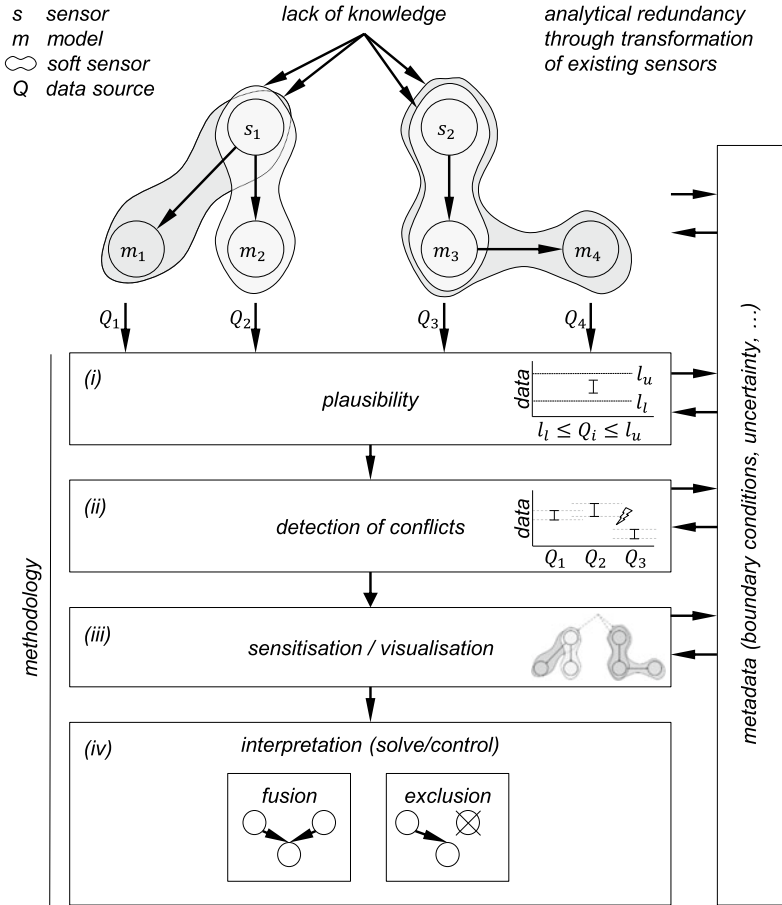 s sensor
m model
soft sensor
Q data source
lack of knowledge
analytical redundancy
through transformation
of existing sensors
s₁
s₂
m₁
m₂
m₃
m₄
Q₁
Q₂
Q₃
Q₄
methodology
(i)
plausibility
data
lᵤ
lₗ
lₗ ≤ Qᵢ ≤ lᵤ
(ii)
detection of conflicts
data
Q₁ Q₂ Q₃
(iii)
sensitisation / visualisation
(iv)
interpretation (solve/control)
fusion
exclusion
metadata (boundary conditions, uncertainty, …)